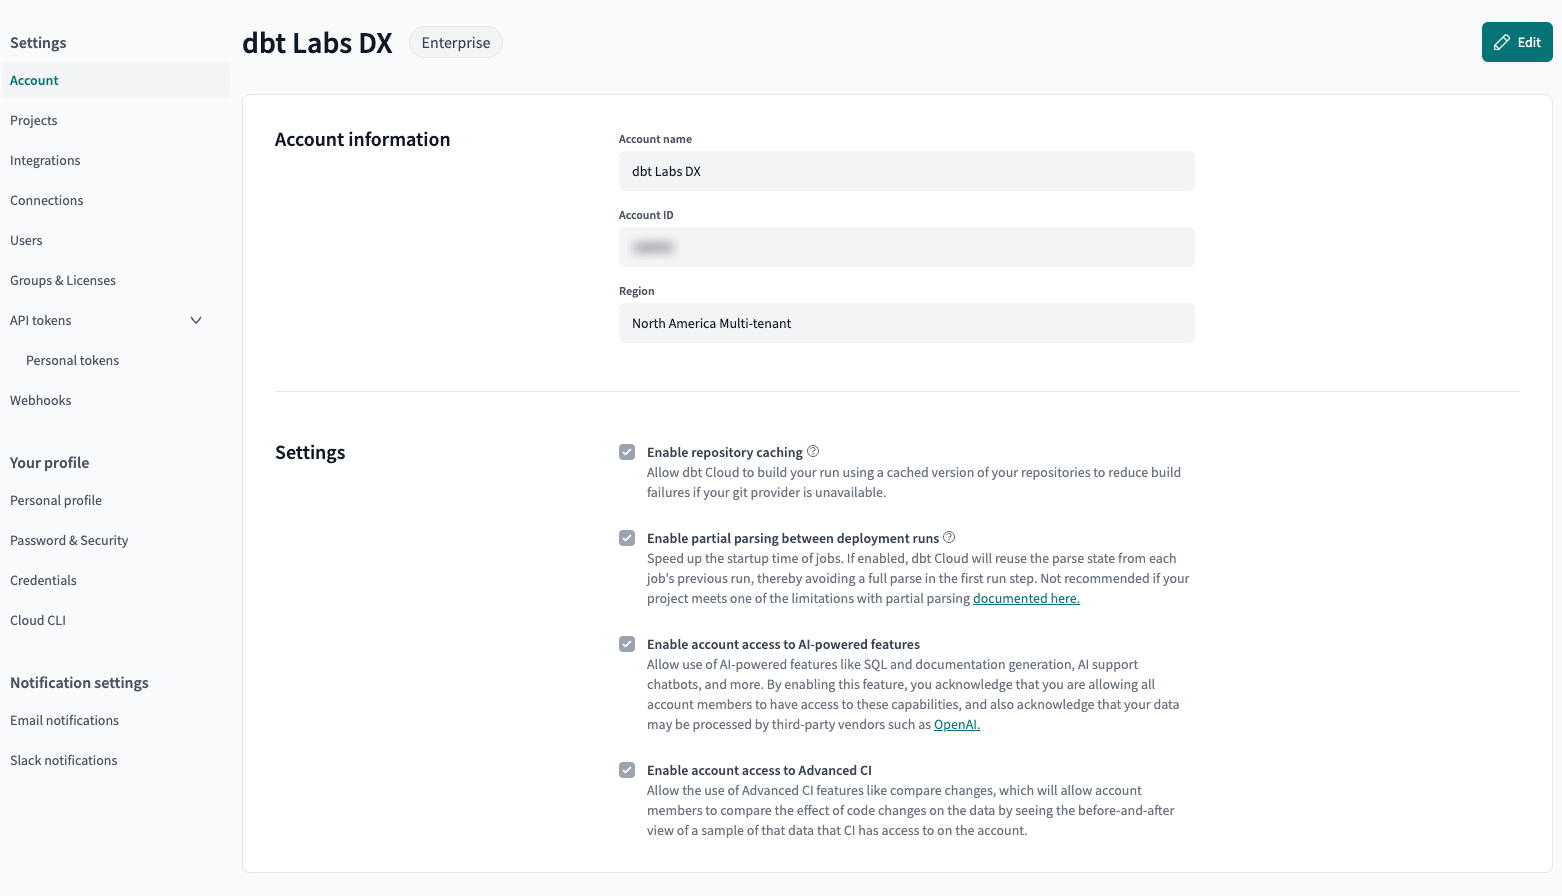 Settings
Account
Projects
Integrations
Connections
Users
Groups & Licenses
API tokens
Personal tokens
Webhooks
Your profile
Personal profile
Password & Security
Credentials
Cloud CLI
Notification settings
Email notifications
Slack notifications
dbt Labs DX
Enterprise
Edit
Account information
Account name
dbt Labs DX
Account ID
Region
North America Multi-tenant
Settings
Enable repository caching
Allow dbt Cloud to build your run using a cached version of your repositories to reduce build
failures if your git provider is unavailable.
Enable partial parsing between deployment runs
Speed up the startup time of jobs. If enabled, dbt Cloud will reuse the parse state from each
job's previous run, thereby avoiding a full parse in the first run step. Not recommended if your
project meets one of the limitations with partial parsing documented here.
Enable account access to AI-powered features
Allow use of AI-powered features like SQL and documentation generation, AI support
chatbots, and more. By enabling this feature, you acknowledge that you are allowing all
account members to have access to these capabilities, and also acknowledge that your data
may be processed by third-party vendors such as OpenAI.
Enable account access to Advanced CI
Allow the use of Advanced CI features like compare changes, which will allow account
members to compare the effect of code changes on the data by seeing the before-and-after
view of a sample of that data that CI has access to on the account.